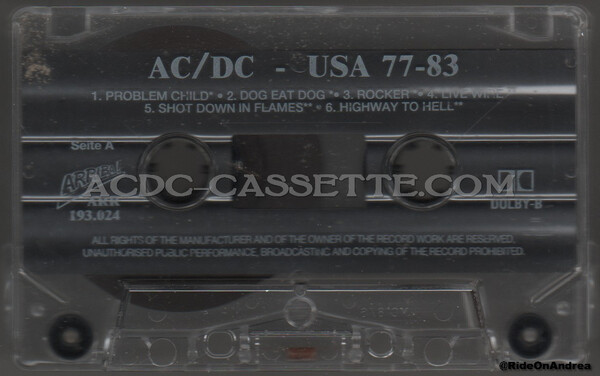 AC/DC - USA 77-83
1. PROBLEM CHILD* • 2. DOG EAT DOG* • 3. ROCKER* • 4. LIVE WIRE*
5. SHOT DOWN IN FLAMES** • 6. HIGHWAY TO HELL**
Seite A
ACDC-CASSETTE.COM
ARR
193.024
DOLBY-B
ALL RIGHTS OF THE MANUFACTURER AND OF THE OWNER OF THE RECORD WORK ARE RESERVED.
UNAUTHORISED PUBLIC PERFORMANCE, BROADCASTING AND COPYING OF THE RECORD PROHIBITED.
@RideOnAndrea